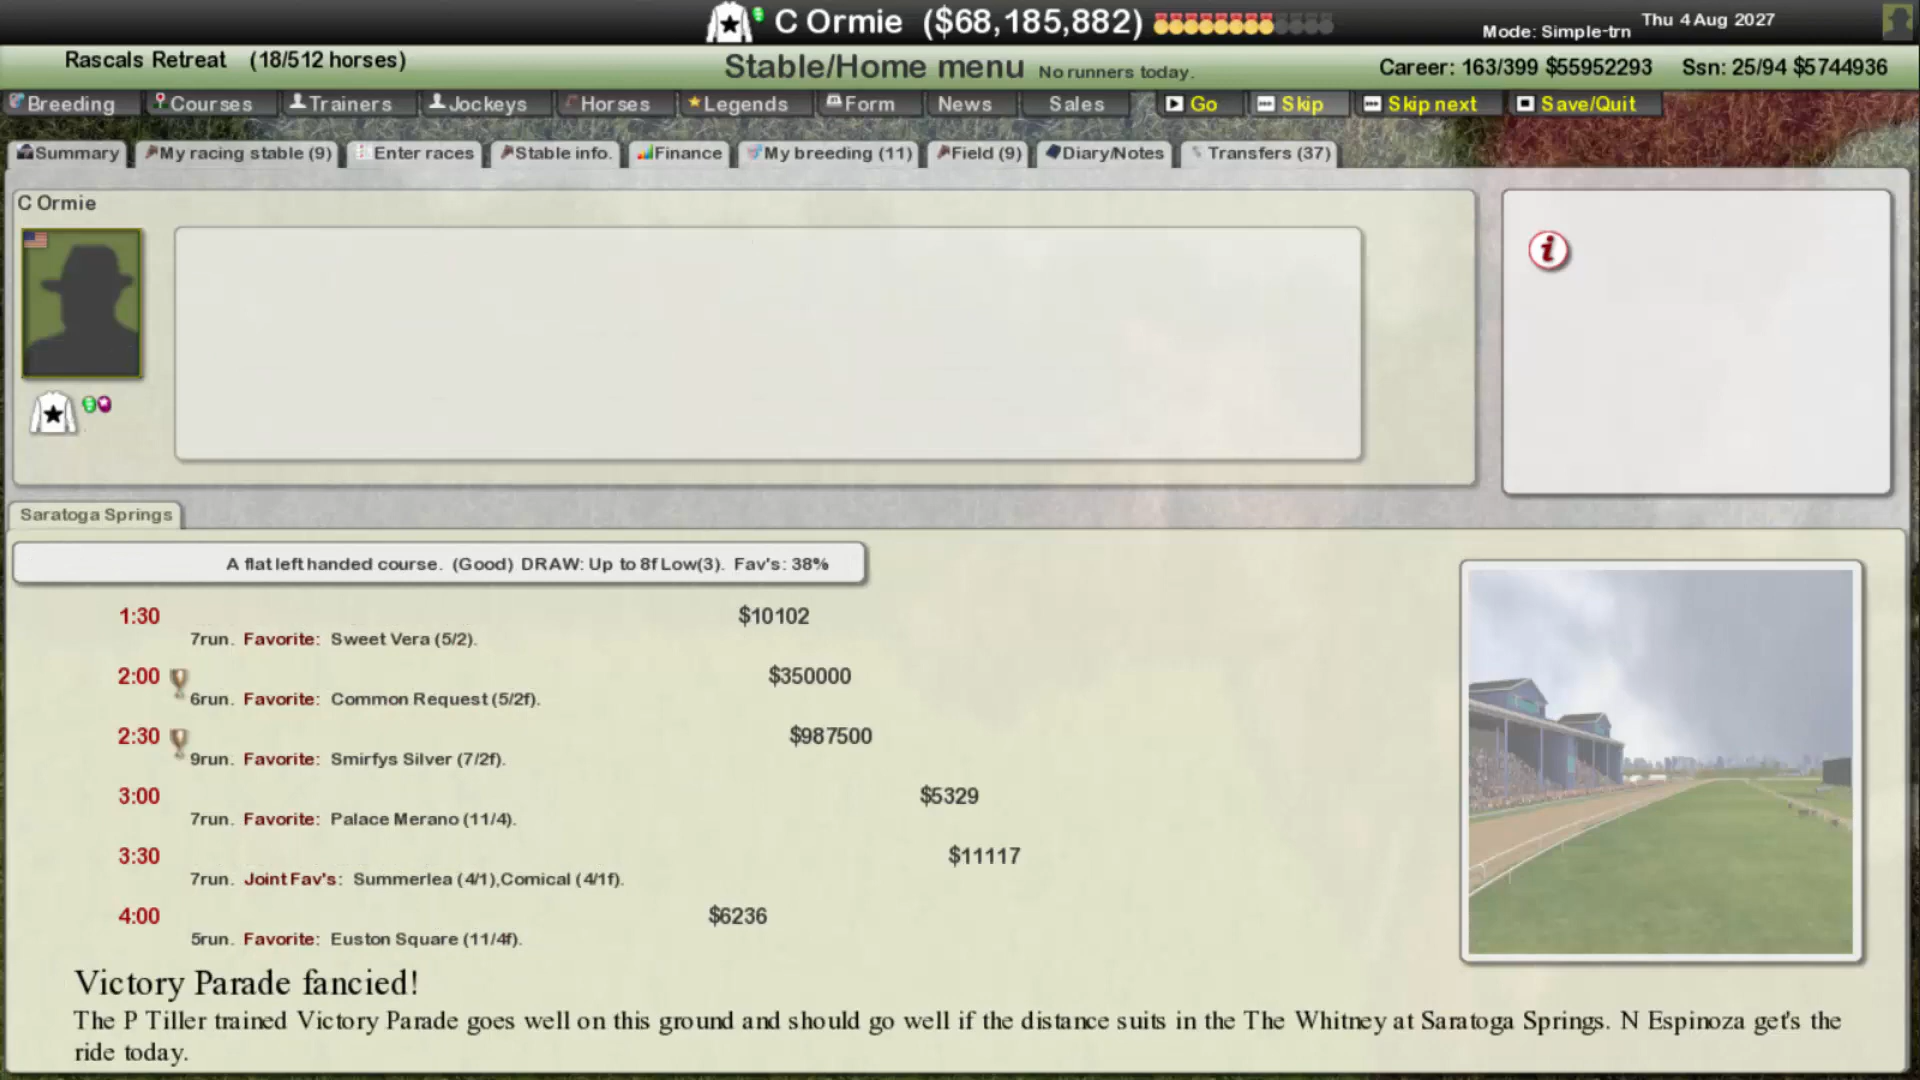 C Ormie ($68,185,882)
Mode: Simple-trn
Thu 4 Aug 2027
Rascals Retreat (18/512 horses)
Stable/Home menu No runners today.
Career: 163/399 $55952293 Ssn: 25/94 $5744936
Breeding Courses Trainers Jockeys Horses Legends Form News Sales Go Skip Skip next Save/Quit
Summary My racing stable (9) Enter races Stable info. Finance My breeding (11) Field (9) Diary/Notes Transfers (37)
C Ormie
i
Saratoga Springs
A flat left handed course. (Good) DRAW: Up to 8f Low(3). Fav's: 38%
1:30 $10102
7run. Favorite: Sweet Vera (5/2).
2:00 $350000
6run. Favorite: Common Request (5/2f).
2:30 $987500
9run. Favorite: Smirfys Silver (7/2f).
3:00 $5329
7run. Favorite: Palace Merano (11/4).
3:30 $11117
7run. Joint Fav's: Summerlea (4/1),Comical (4/1f).
4:00 $6236
5run. Favorite: Euston Square (11/4f).
Victory Parade fancied!
The P Tiller trained Victory Parade goes well on this ground and should go well if the distance suits in the The Whitney at Saratoga Springs. N Espinoza get's the
ride today.